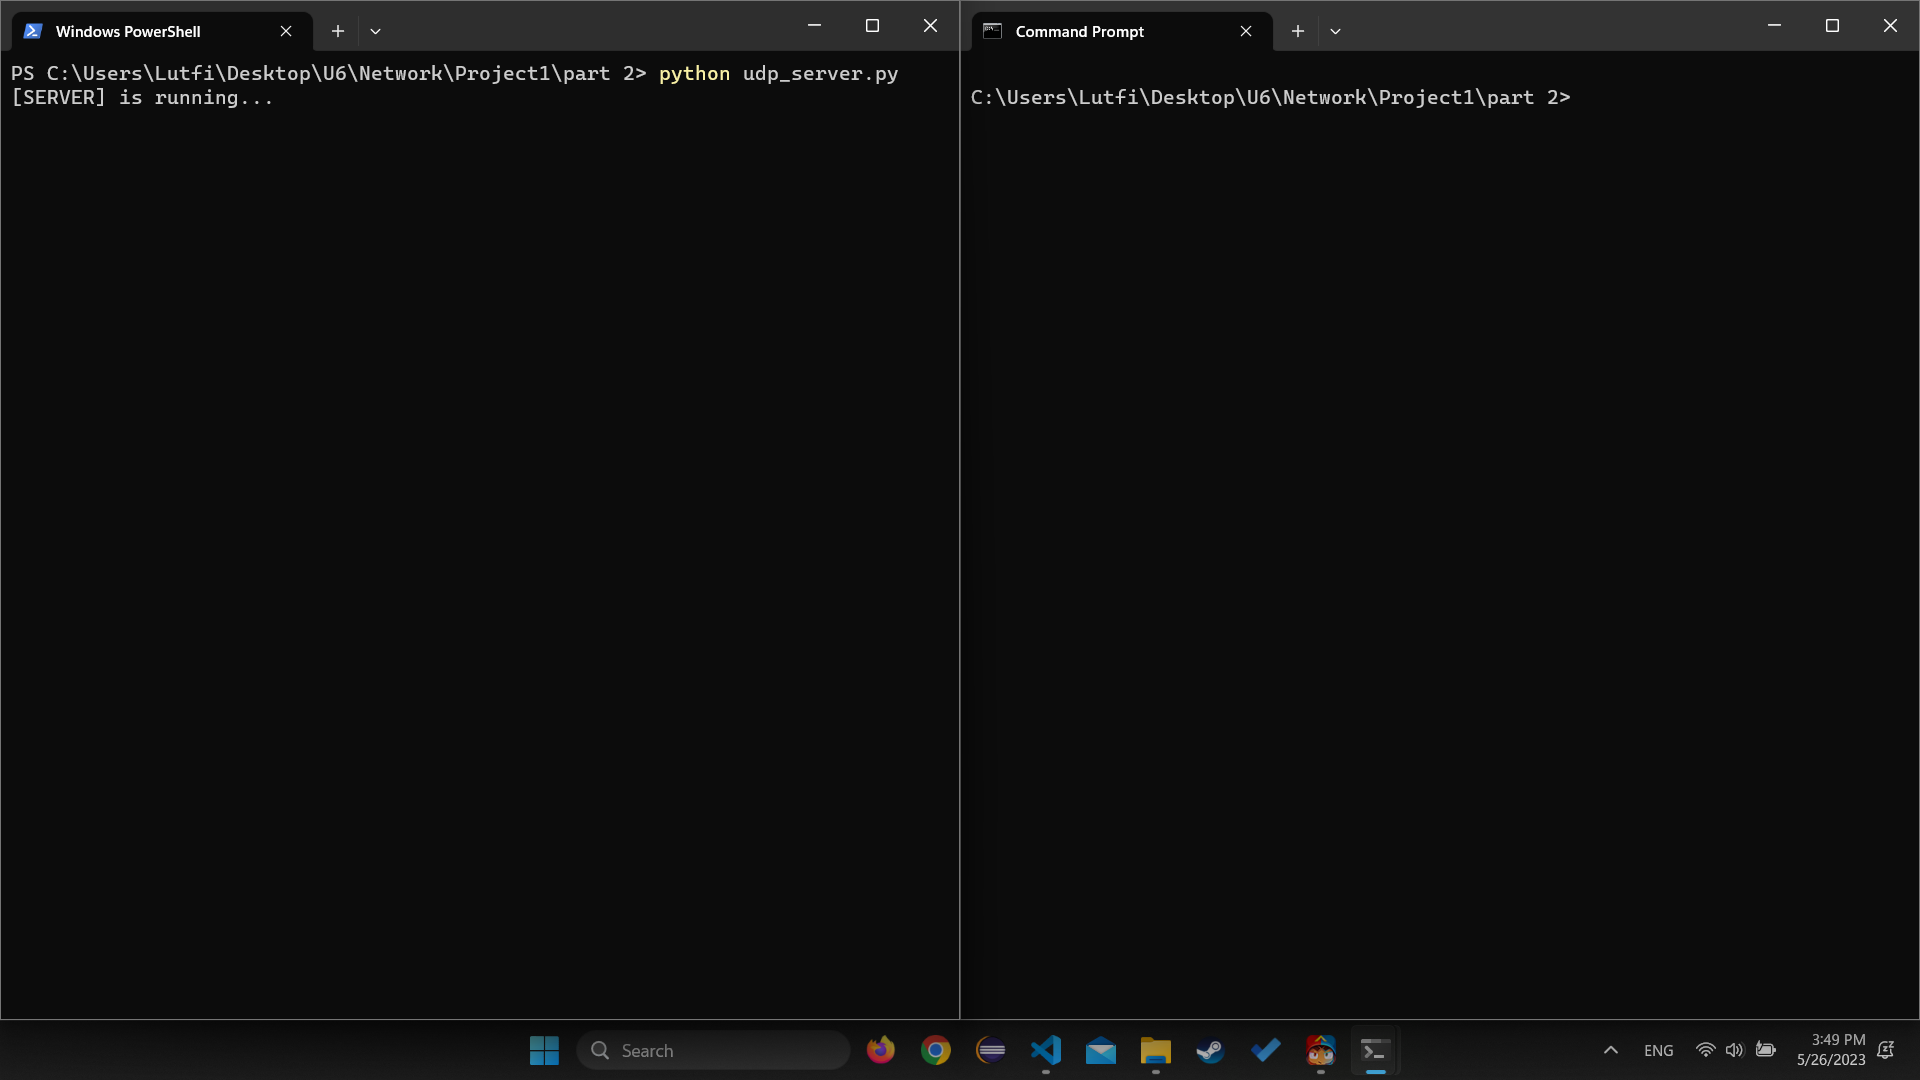 Windows PowerShell
PS C:\Users\Lutfi\Desktop\U6\Network\Project1\part 2> python udp_server.py
[SERVER] is running...
Command Prompt
C:\Users\Lutfi\Desktop\U6\Network\Project1\part 2>
Search
ENG
3:49 PM
5/26/2023